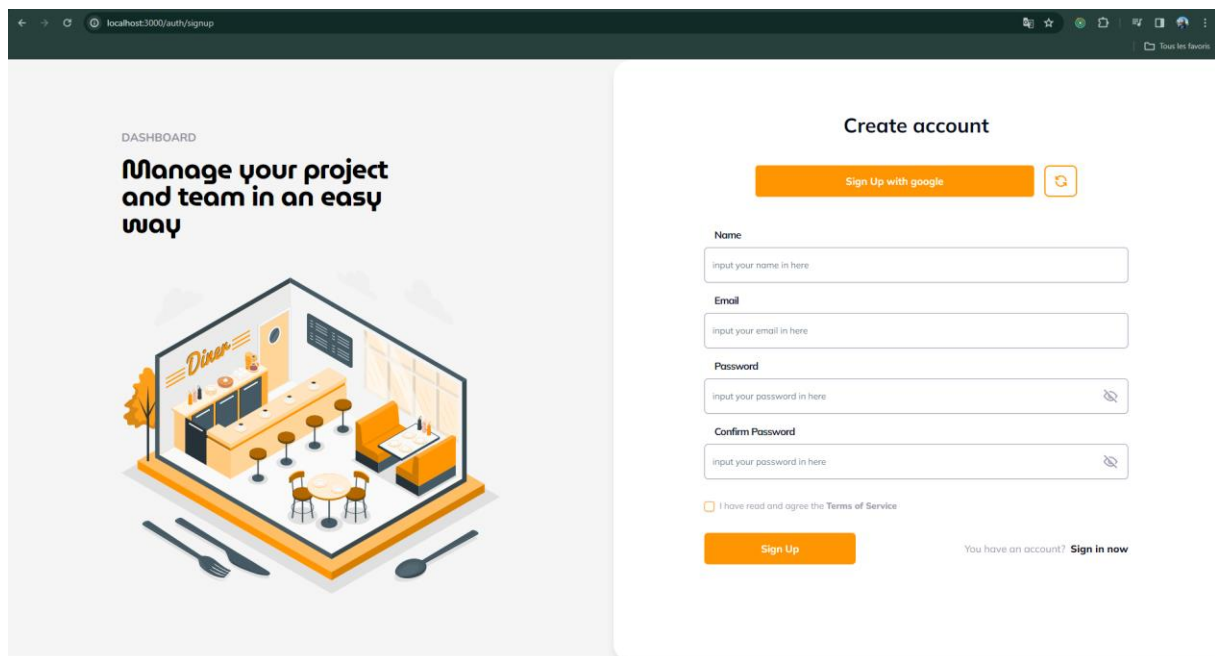 localhost:3000/auth/signup
Tous les favoris
DASHBOARD
Manage your project
and team in an easy
way
Diner
Create account
Sign Up with google
Name
input your name in here
Email
input your email in here
Password
input your password in here
Confirm Password
input your password in here
I have read and agree the Terms of Service
Sign Up
You have an account? Sign in now